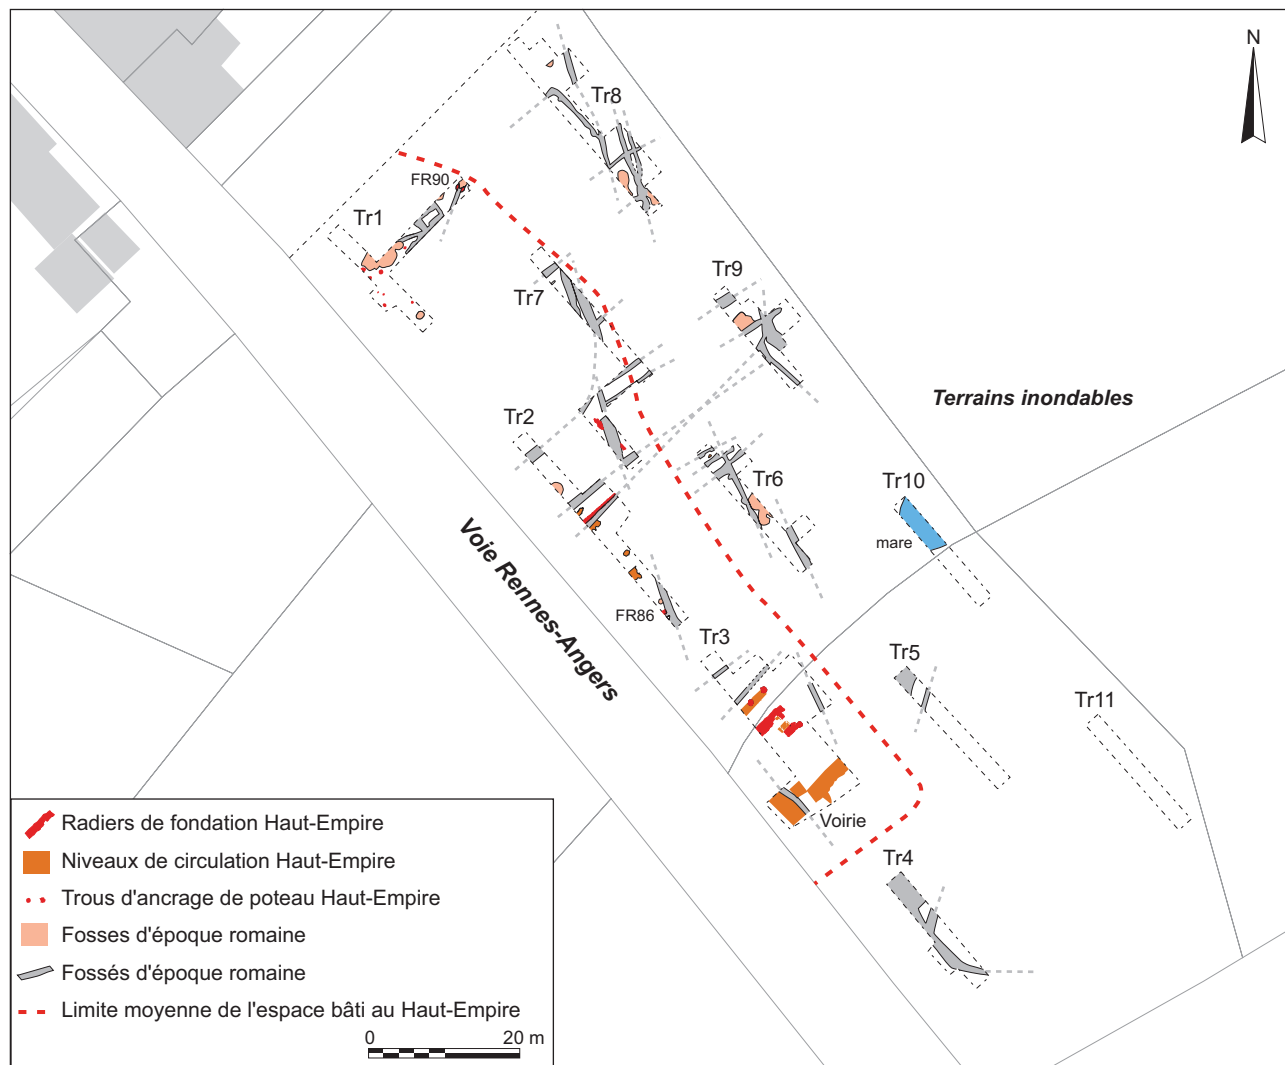 N
Tr8
FR90
Tr1
Tr7
Tr9
Terrains inondables
Tr2
Tr6
Tr10
mare
Voie Rennes-Angers
FR86
Tr3
Tr5
Tr11
Voirie
Tr4
Radiers de fondation Haut-Empire
Niveaux de circulation Haut-Empire
Trous d'ancrage de poteau Haut-Empire
Fosses d'époque romaine
Fossés d'époque romaine
Limite moyenne de l'espace bâti au Haut-Empire
0 20 m